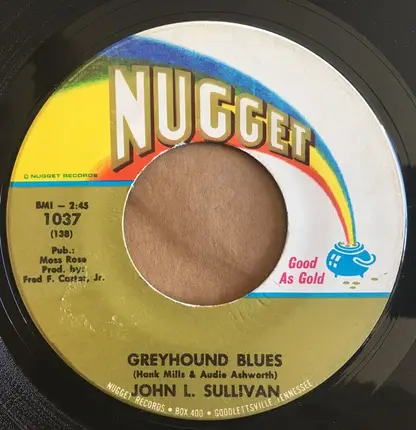 NUGGET
© NUGGET RECORDS
BMI – 2:45
1037
(138)
Pub.:
Moss Rose
Prod. by:
Fred F. Carter, Jr.
Good
As Gold
GREYHOUND BLUES
(Hank Mills & Audie Ashworth)
JOHN L. SULLIVAN
NUGGET RECORDS • BOX 400 • GOODLETTSVILLE, TENNESSEE